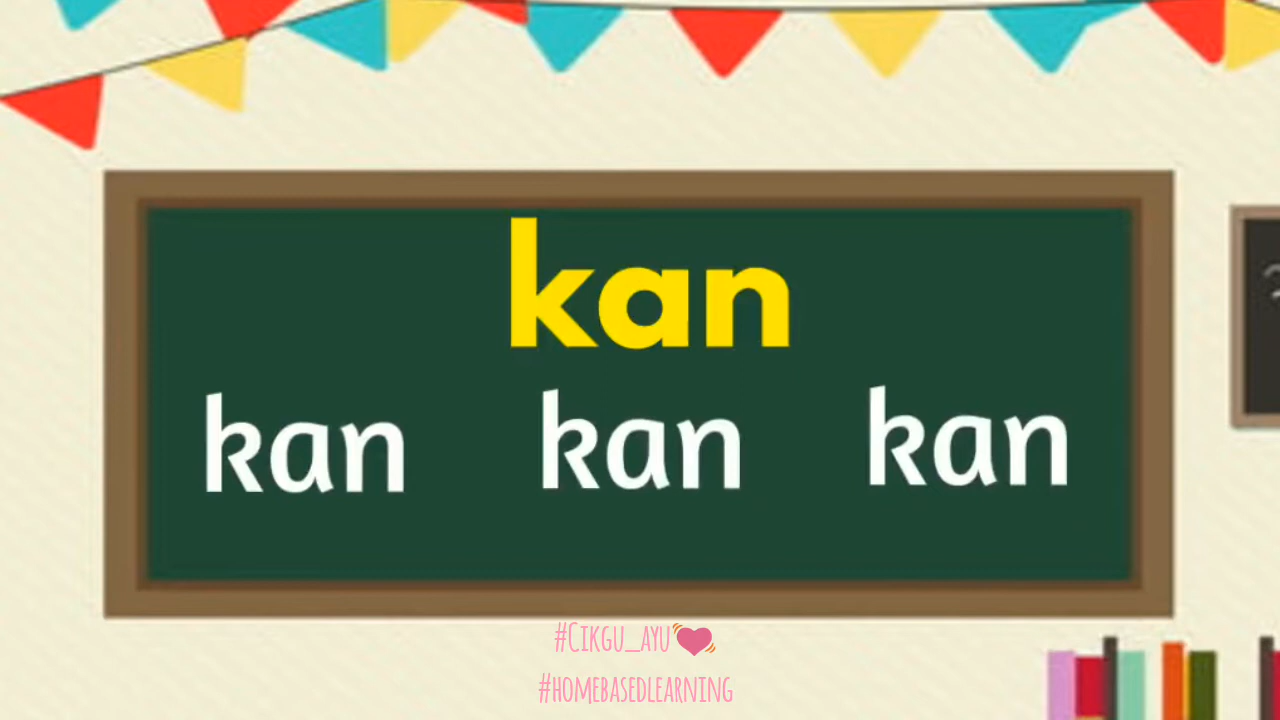 kan
kan kan kan
#Cikgu_ayu💓
#homebasedlearning